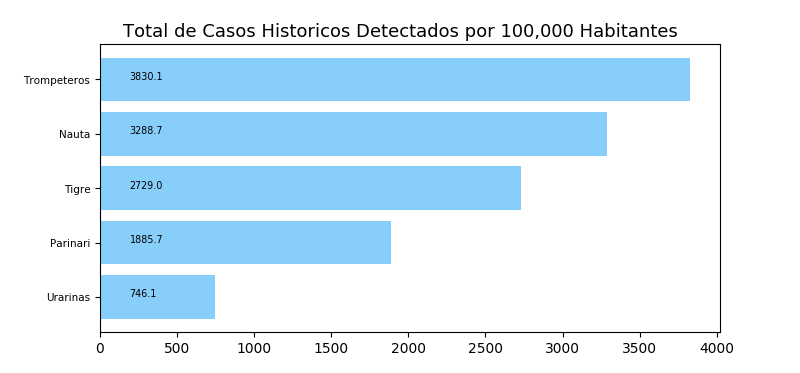 Total de Casos Historicos Detectados por 100,000 Habitantes
Trompeteros 3830.1
Nauta 3288.7
Tigre 2729.0
Parinari 1885.7
Urarinas 746.1
0 500 1000 1500 2000 2500 3000 3500 4000